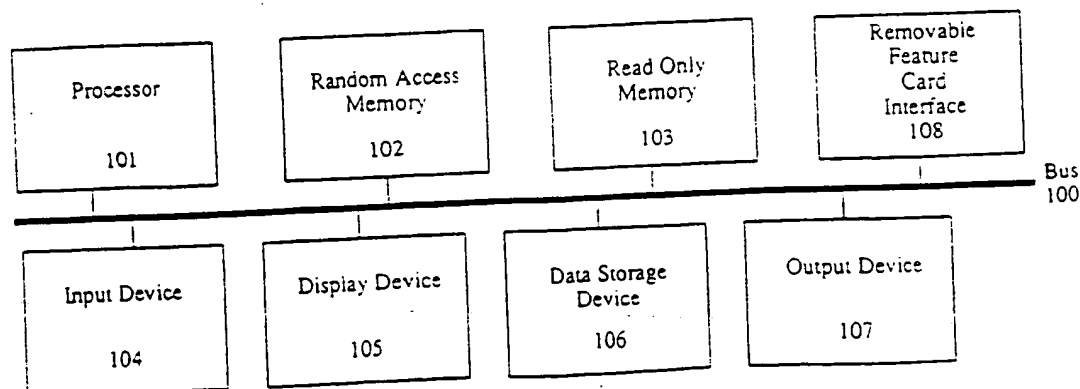 Processor
101
Random Access
Memory
102
Read Only
Memory
103
Removable
Feature
Card
Interface
108
Bus
100
Input Device
104
Display Device
105
Data Storage
Device
106
Output Device
107